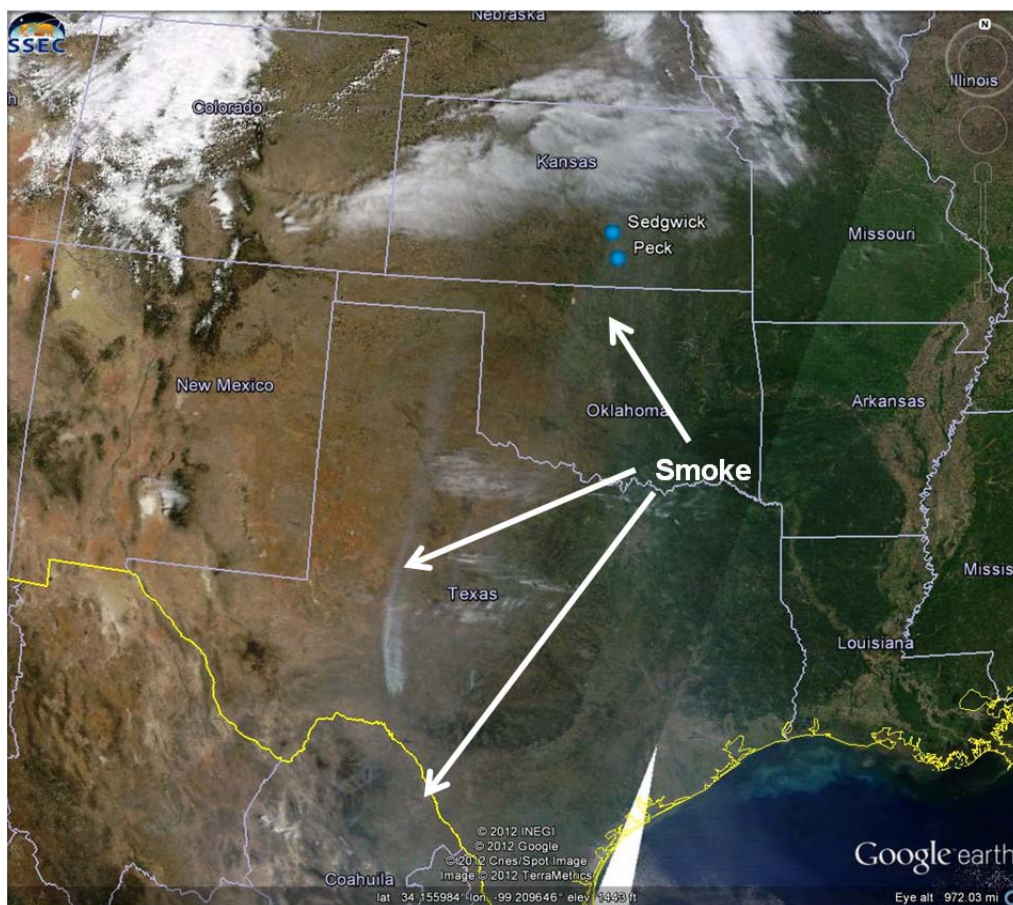 Nebraska
Iowa
SSEC
N
Illinois
Colorado
Kansas
Sedgwick
Peck
Missouri
New Mexico
Oklahoma
Arkansas
Smoke
Texas
Missis
Louisiana
© 2012 INEGI
© 2012 Google
© 2012 Cnes/Spot Image
Image © 2012 TerraMetrics
Google earth
Coahuila
lat 34.155984° lon -99.209646° elev 1443 ft
Eye alt 972.03 mi